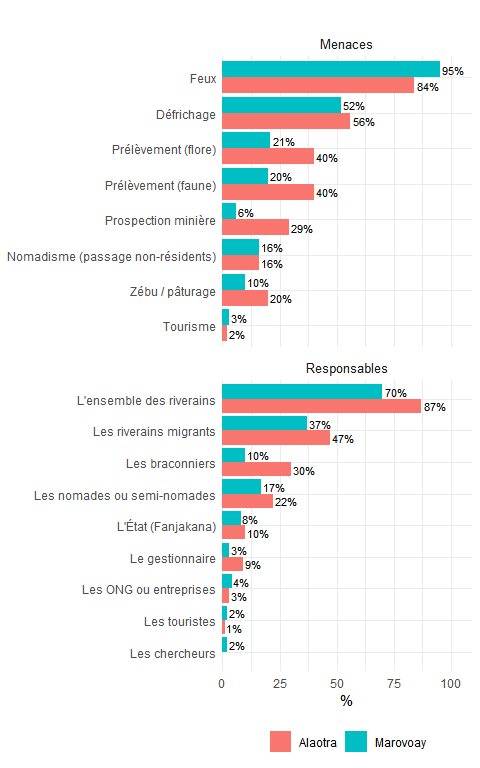 Menaces
Feux
95%
84%
Défrichage
52%
56%
Prélèvement (flore)
21%
40%
Prélèvement (faune)
20%
40%
Prospection minière
6%
29%
Nomadisme (passage non-résidents)
16%
16%
Zébu / pâturage
10%
20%
Tourisme
3%
2%
Responsables
L'ensemble des riverains
70%
87%
Les riverains migrants
37%
47%
Les braconniers
10%
30%
Les nomades ou semi-nomades
17%
22%
L'État (Fanjakana)
8%
10%
Le gestionnaire
3%
9%
Les ONG ou entreprises
4%
3%
Les touristes
2%
1%
Les chercheurs
2%
0 25 50 75 100
%
Alaotra Marovoay